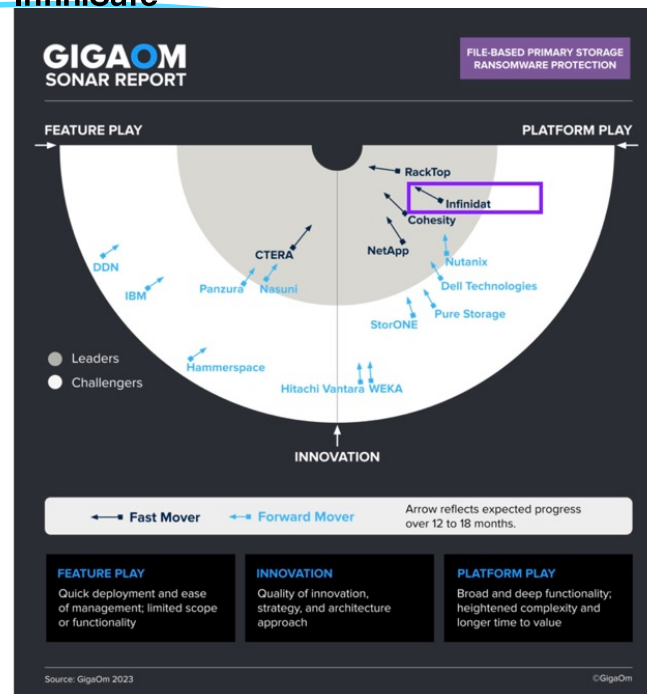 InfiniSafe
GIGAOM
SONAR REPORT
FILE-BASED PRIMARY STORAGE
RANSOMWARE PROTECTION
FEATURE PLAY
PLATFORM PLAY
RackTop
Infinidat
Cohesity
NetApp
CTERA
Nutanix
DDN
IBM
Panzura
Nasuni
Dell Technologies
Pure Storage
StorONE
Hammerspace
Hitachi Vantara
WEKA
Leaders
Challengers
INNOVATION
Fast Mover
Forward Mover
Arrow reflects expected progress
over 12 to 18 months.
FEATURE PLAY
Quick deployment and ease
of management; limited scope
or functionality
INNOVATION
Quality of innovation,
strategy, and architecture
approach
PLATFORM PLAY
Broad and deep functionality;
heightened complexity and
longer time to value
Source: GigaOm 2023
©GigaOm